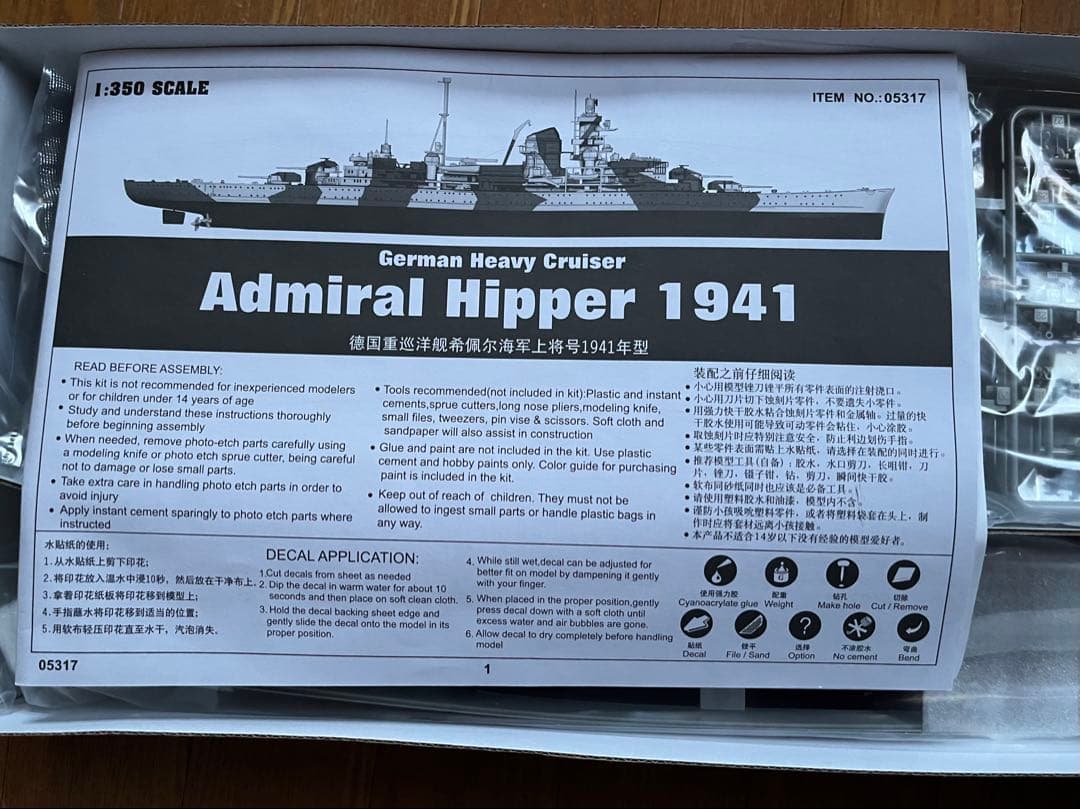 1:350 SCALE
ITEM NO.:05317
German Heavy Cruiser
Admiral Hipper 1941
德国重巡洋舰希佩尔海军上将号1941年型
READ BEFORE ASSEMBLY:
• This kit is not recommended for inexperienced modelers
or for children under 14 years of age
• Study and understand these instructions thoroughly
before beginning assembly
• When needed, remove photo-etch parts carefully using
a modeling knife or photo etch sprue cutter, being careful
not to damage or lose small parts.
• Take extra care in handling photo etch parts in order to
avoid injury
• Apply instant cement sparingly to photo etch parts where
instructed
• Tools recommended(not included in kit):Plastic and instant
cements,sprue cutters,long nose pliers,modeling knife,
small files, tweezers, pin vise & scissors. Soft cloth and
sandpaper will also assist in construction
• Glue and paint are not included in the kit. Use plastic
cement and hobby paints only. Color guide for purchasing
paint is included in the kit.
• Keep out of reach of children. They must not be
allowed to ingest small parts or handle plastic bags in
any way.
装配之前仔细阅读
• 小心用模型锉刀锉平所有零件表面的注射浇口。
• 小心用刀片切下蚀刻片零件，不要遗失小零件。
• 用强力快干胶水粘合蚀刻片零件和金属轴。过量的快
干胶水使用可能导致可动零件会粘住，小心涂胶。
• 取蚀刻片时应特别注意安全，防止利边划伤手指。
• 某些零件表面需贴上水贴纸，请选择在装配的同时进行。
• 推荐模型工具(自备)：胶水，水口剪刀，长咀钳，刀
片，锉刀，镊子钳，钻，剪刀，瞬间快干胶。
• 软布同砂纸同时也应该是必备工具。
• 请使用塑料胶水和油漆，模型内不含。
• 谨防小孩吸吮塑料零件，或者将塑料袋套在头上，制
作时应将套材远离小孩接触。
• 本产品不适合14岁以下没有经验的模型爱好者。
水贴纸的使用:
1.从水贴纸上剪下印花;
2.将印花放入温水中浸10秒，然后放在干净布上.
3.拿着印花纸板将印花移到模型上;
4.手指蘸水将印花移到适当的位置;
5.用软布轻压印花直至水干，汽泡消失。
DECAL APPLICATION:
1.Cut decals from sheet as needed
2. Dip the decal in warm water for about 10
seconds and then place on soft clean cloth.
3. Hold the decal backing sheet edge and
gently slide the decal onto the model in its
proper position.
4. While still wet,decal can be adjusted for
better fit on model by dampening it gently
with your finger.
5. When placed in the proper position,gently
press decal down with a soft cloth until
excess water and air bubbles are gone.
6. Allow decal to dry completely before handling
model
使用强力胶
Cyanoacrylate glue
配重
Weight
钻孔
Make hole
切除
Cut / Remove
贴纸
Decal
锉平
File / Sand
选择
Option
不涂胶水
No cement
弯曲
Bend
05317
1